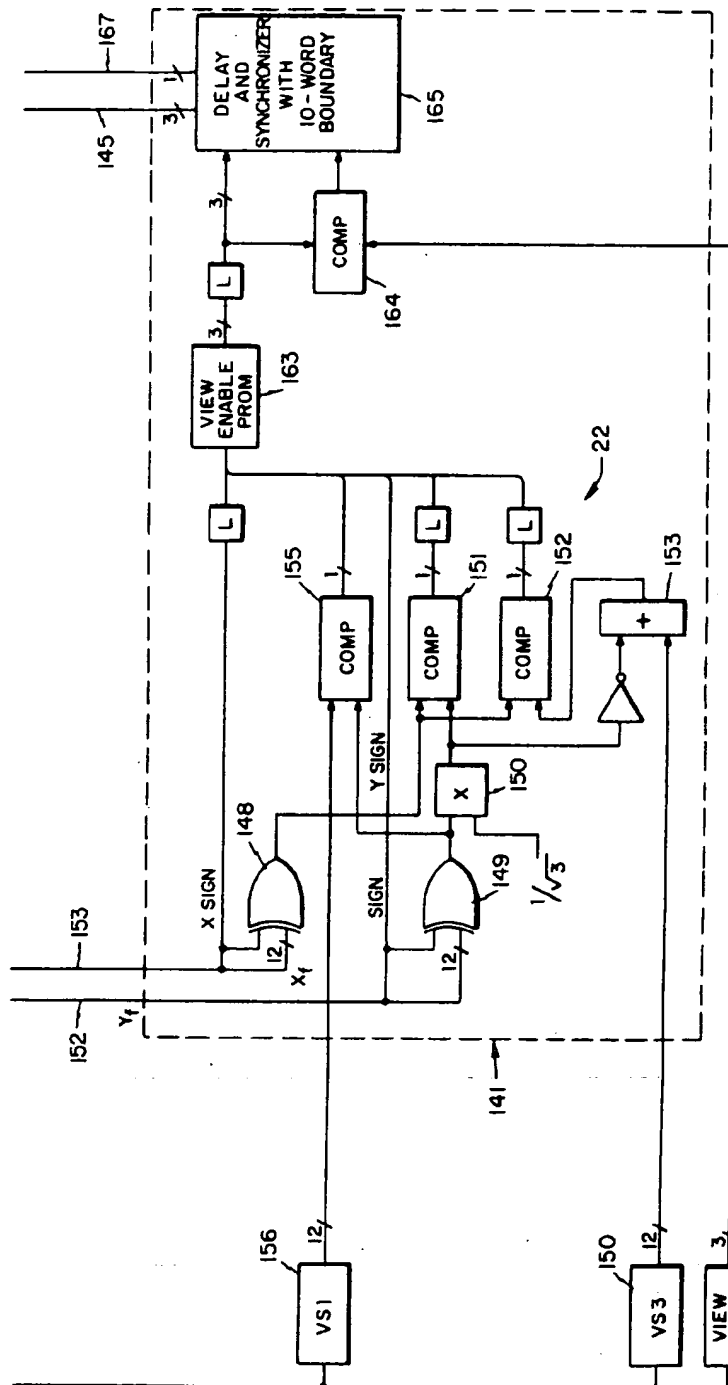 167
145
1
3
DELAY
AND
SYNCHRONIZER
WITH
10-WORD
BOUNDARY
165
3
COMP
164
L
3
VIEW
ENABLE
PROM
163
L
22
155
1
COMP
151
1
L
COMP
152
1
L
COMP
153
+
X SIGN
148
Y SIGN
SIGN
X
150
149
1/√3
153
12
Xf
12
152
Yf
141
12
156
VS1
12
150
VS3
3
VIEW